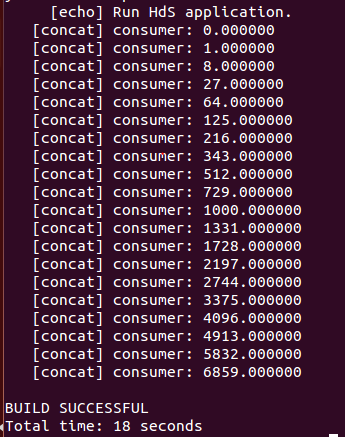 [echo] Run HdS application.
[concat] consumer: 0.000000
[concat] consumer: 1.000000
[concat] consumer: 8.000000
[concat] consumer: 27.000000
[concat] consumer: 64.000000
[concat] consumer: 125.000000
[concat] consumer: 216.000000
[concat] consumer: 343.000000
[concat] consumer: 512.000000
[concat] consumer: 729.000000
[concat] consumer: 1000.000000
[concat] consumer: 1331.000000
[concat] consumer: 1728.000000
[concat] consumer: 2197.000000
[concat] consumer: 2744.000000
[concat] consumer: 3375.000000
[concat] consumer: 4096.000000
[concat] consumer: 4913.000000
[concat] consumer: 5832.000000
[concat] consumer: 6859.000000
BUILD SUCCESSFUL
Total time: 18 seconds